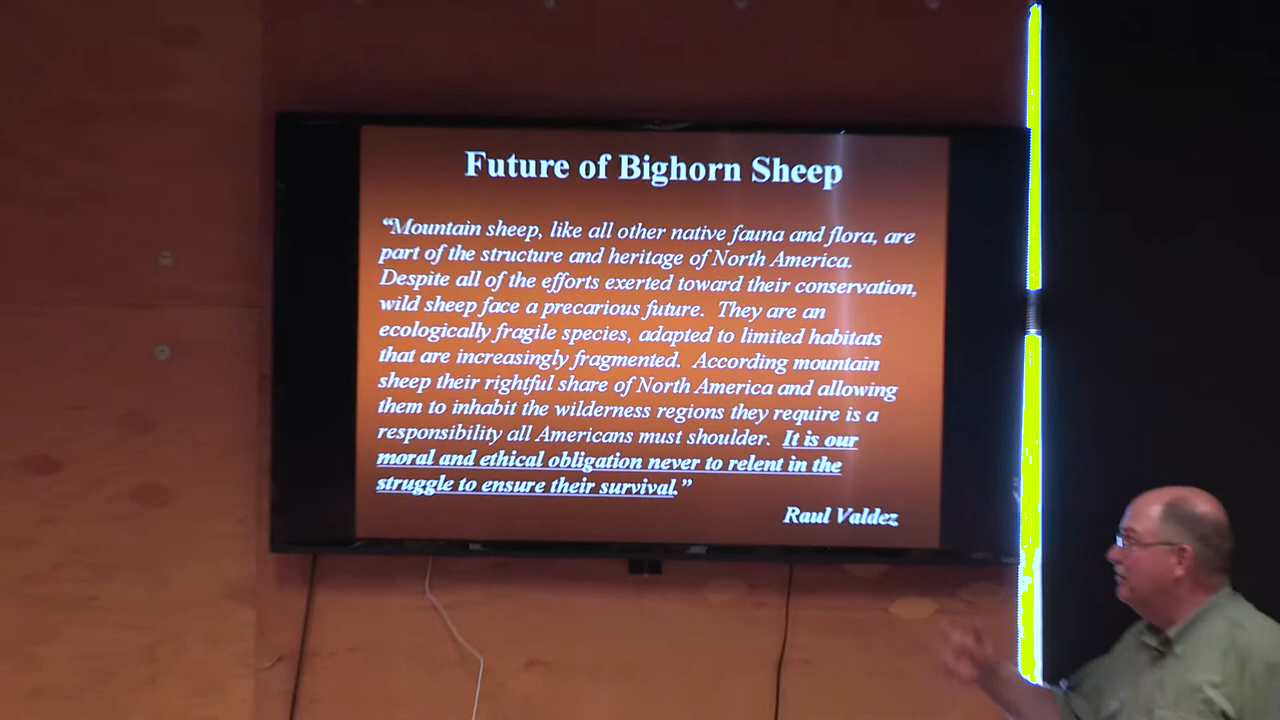 Future of Bighorn Sheep
“Mountain sheep, like all other native fauna and flora, are
part of the structure and heritage of North America.
Despite all of the efforts exerted toward their conservation,
wild sheep face a precarious future. They are an
ecologically fragile species, adapted to limited habitats
that are increasingly fragmented. According mountain
sheep their rightful share of North America and allowing
them to inhabit the wilderness regions they require is a
responsibility all Americans must shoulder. It is our
moral and ethical obligation never to relent in the
struggle to ensure their survival.”
Raul Valdez